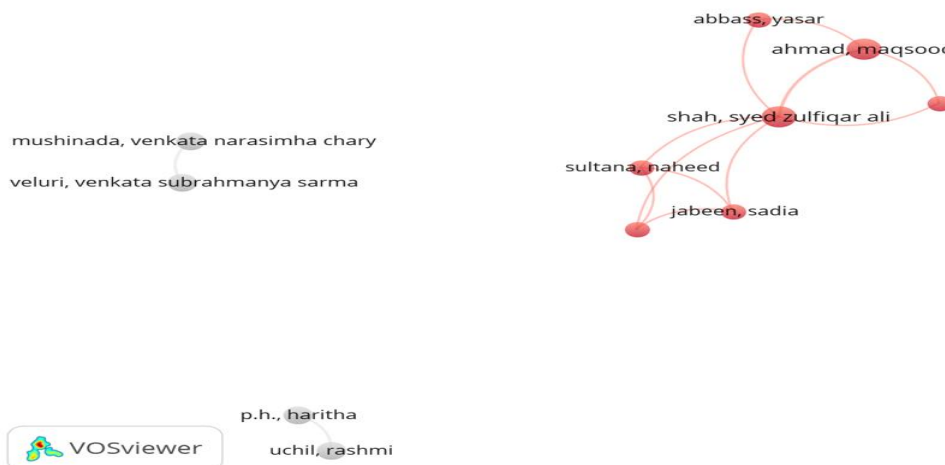 abbass, yasar
ahmad, maqsood
shah, syed zulfiqar ali
mushinada, venkata narasimha chary
sultana, naheed
veluri, venkata subrahmanya sarma
jabeen, sadia
p.h., haritha
VOSviewer
uchil, rashmi